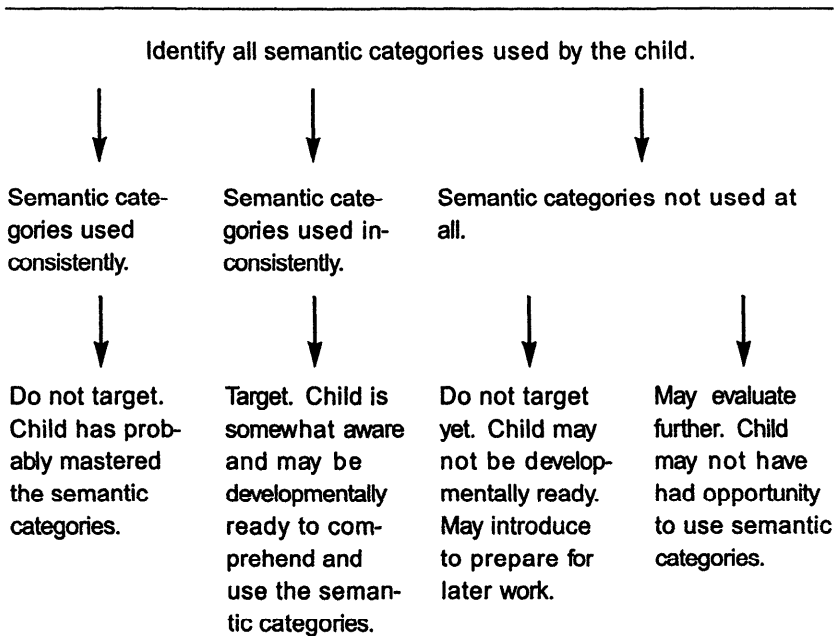 Identify all semantic categories used by the child.
Semantic cate-
gories used
consistently.
Semantic cate-
gories used in-
consistently.
Semantic categories not used at
all.
Do not target.
Child has prob-
ably mastered
the semantic
categories.
Target. Child is
somewhat aware
and may be
developmentally
ready to com-
prehend and
use the seman-
tic categories.
Do not target
yet. Child may
not be develop-
mentally ready.
May introduce
to prepare for
later work.
May evaluate
further. Child
may not have
had opportunity
to use semantic
categories.